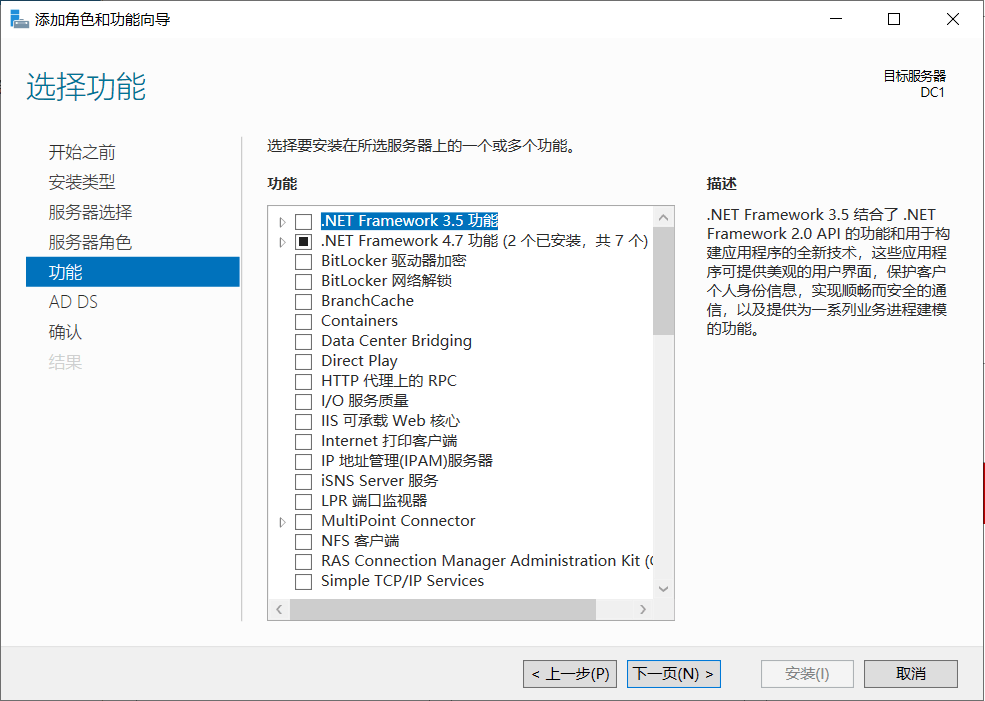 添加角色和功能向导
选择功能
目标服务器
DC1
开始之前
安装类型
服务器选择
服务器角色
功能
AD DS
确认
结果
选择要安装在所选服务器上的一个或多个功能。
功能
.NET Framework 3.5 功能
.NET Framework 4.7 功能 (2 个已安装，共 7 个)
BitLocker 驱动器加密
BitLocker 网络解锁
BranchCache
Containers
Data Center Bridging
Direct Play
HTTP 代理上的 RPC
I/O 服务质量
IIS 可承载 Web 核心
Internet 打印客户端
IP 地址管理(IPAM)服务器
iSNS Server 服务
LPR 端口监视器
MultiPoint Connector
NFS 客户端
RAS Connection Manager Administration Kit (
Simple TCP/IP Services
描述
.NET Framework 3.5 结合了 .NET
Framework 2.0 API 的功能和用于构
建应用程序的全新技术，这些应用程
序可提供美观的用户界面，保护客户
个人身份信息，实现顺畅而安全的通
信，以及提供为一系列业务进程建模
的功能。
< 上一步(P)
下一页(N) >
安装(I)
取消